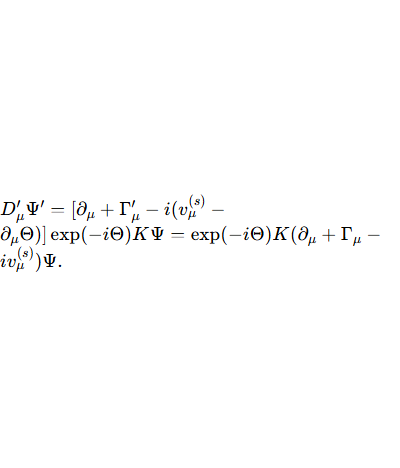 D′_μΨ′ = [∂_μ + Γ′_μ − i(v_μ^{(s)} −
∂_μΘ)] exp(−iΘ)KΨ = exp(−iΘ)K(∂_μ + Γ_μ −
iv_μ^{(s)})Ψ.